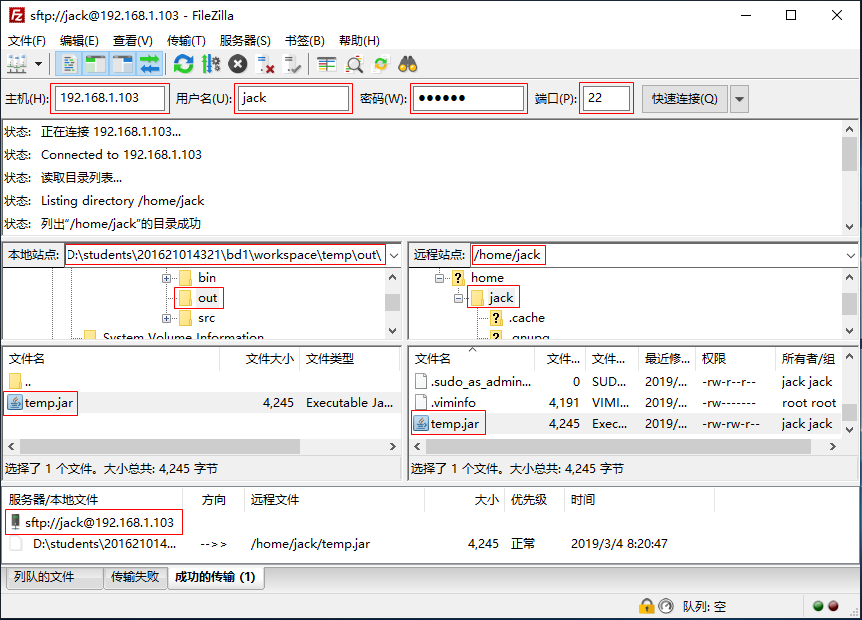 sftp://jack@192.168.1.103 - FileZilla
文件(F) 编辑(E) 查看(V) 传输(T) 服务器(S) 书签(B) 帮助(H)
主机(H): 192.168.1.103 用户名(U): jack 密码(W): ●●●●●● 端口(P): 22 快速连接(Q)
状态: 正在连接 192.168.1.103...
状态: Connected to 192.168.1.103
状态: 读取目录列表...
状态: Listing directory /home/jack
状态: 列出“/home/jack”的目录成功
本地站点: D:\students\201621014321\bd1\workspace\temp\out\
bin
out
src
System Volume Information
远程站点: /home/jack
home
jack
.cache
.gnupg
文件名 文件大小 文件类型
..
temp.jar 4,245 Executable Ja...
选择了 1 个文件。大小总共: 4,245 字节
文件名 文件... 文件... 最近修... 权限 所有者/组
.sudo_as_admin... 0 SUD... 2019/... -rw-r--r-- jack jack
.viminfo 4,191 VIMI... 2019/... -rw------- root root
temp.jar 4,245 Exec... 2019/... -rw-rw-r-- jack jack
选择了 1 个文件。大小总共: 4,245 字节
服务器/本地文件 方向 远程文件 大小 优先级 时间
sftp://jack@192.168.1.103
D:\students\201621014... -->> /home/jack/temp.jar 4,245 正常 2019/3/4 8:20:47
列队的文件 传输失败 成功的传输 (1)
队列: 空